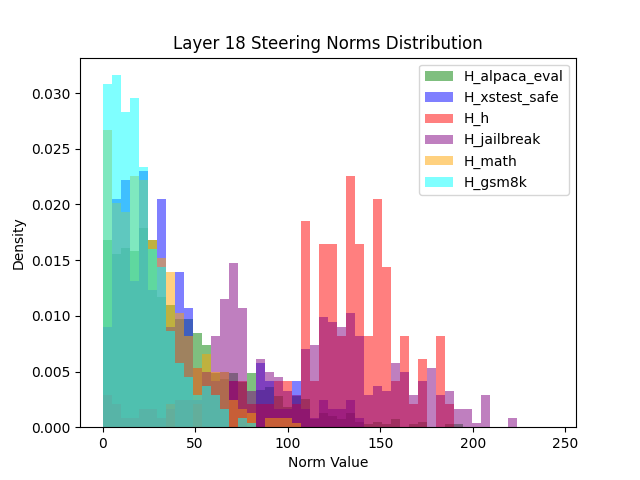 Layer 18 Steering Norms Distribution
H_alpaca_eval
H_xstest_safe
H_h
H_jailbreak
H_math
H_gsm8k
0.030
0.025
0.020
0.015
0.010
0.005
0.000
Density
0 50 100 150 200 250
Norm Value